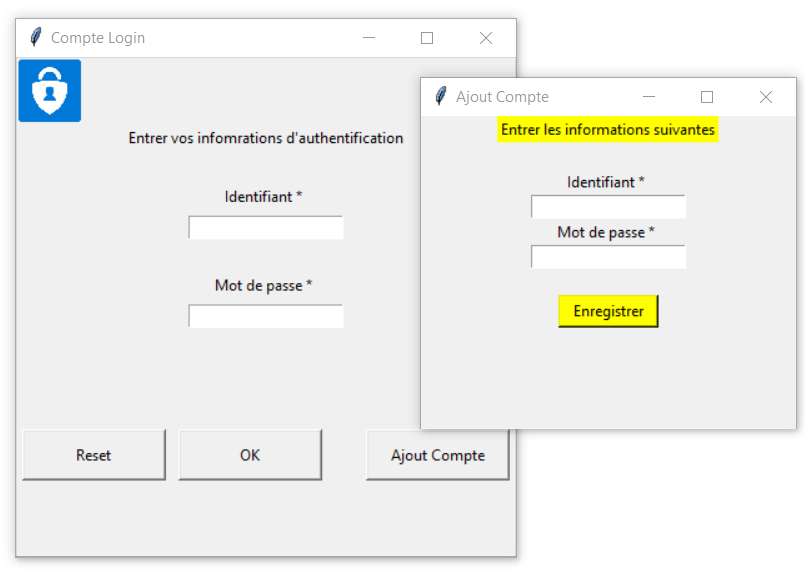 Compte Login
Entrer vos infomrations d'authentification
Identifiant *
Mot de passe *
Reset
OK
Ajout Compte
Ajout Compte
Entrer les informations suivantes
Identifiant *
Mot de passe *
Enregistrer